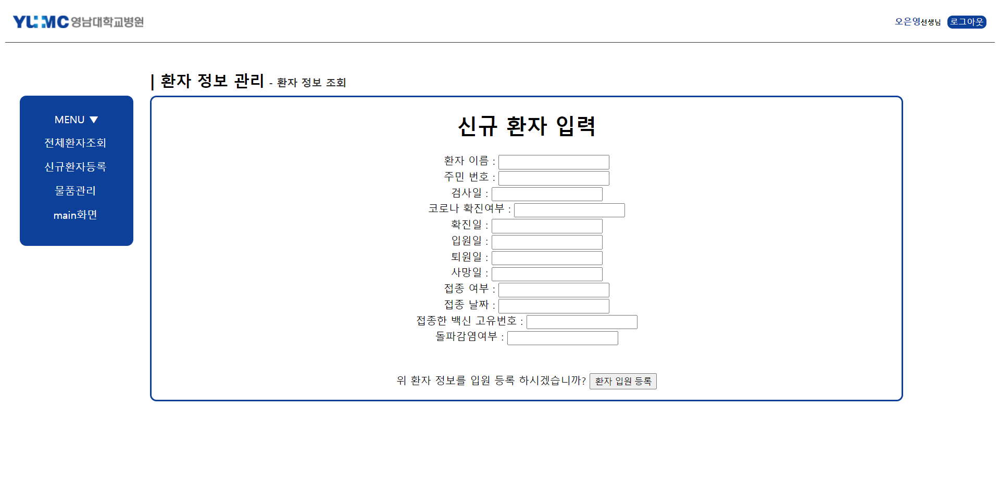 YUMC영남대학교병원
오은영선생님 로그아웃
| 환자 정보 관리 - 환자 정보 조회
MENU ▼
전체환자조회
신규환자등록
물품관리
main화면
신규 환자 입력
환자 이름 :
주민 번호 :
검사일 :
코로나 확진여부 :
확진일 :
입원일 :
퇴원일 :
사망일 :
접종 여부 :
접종 날짜 :
접종한 백신 고유번호 :
돌파감염여부 :
위 환자 정보를 입원 등록 하시겠습니까? 환자 입원 등록